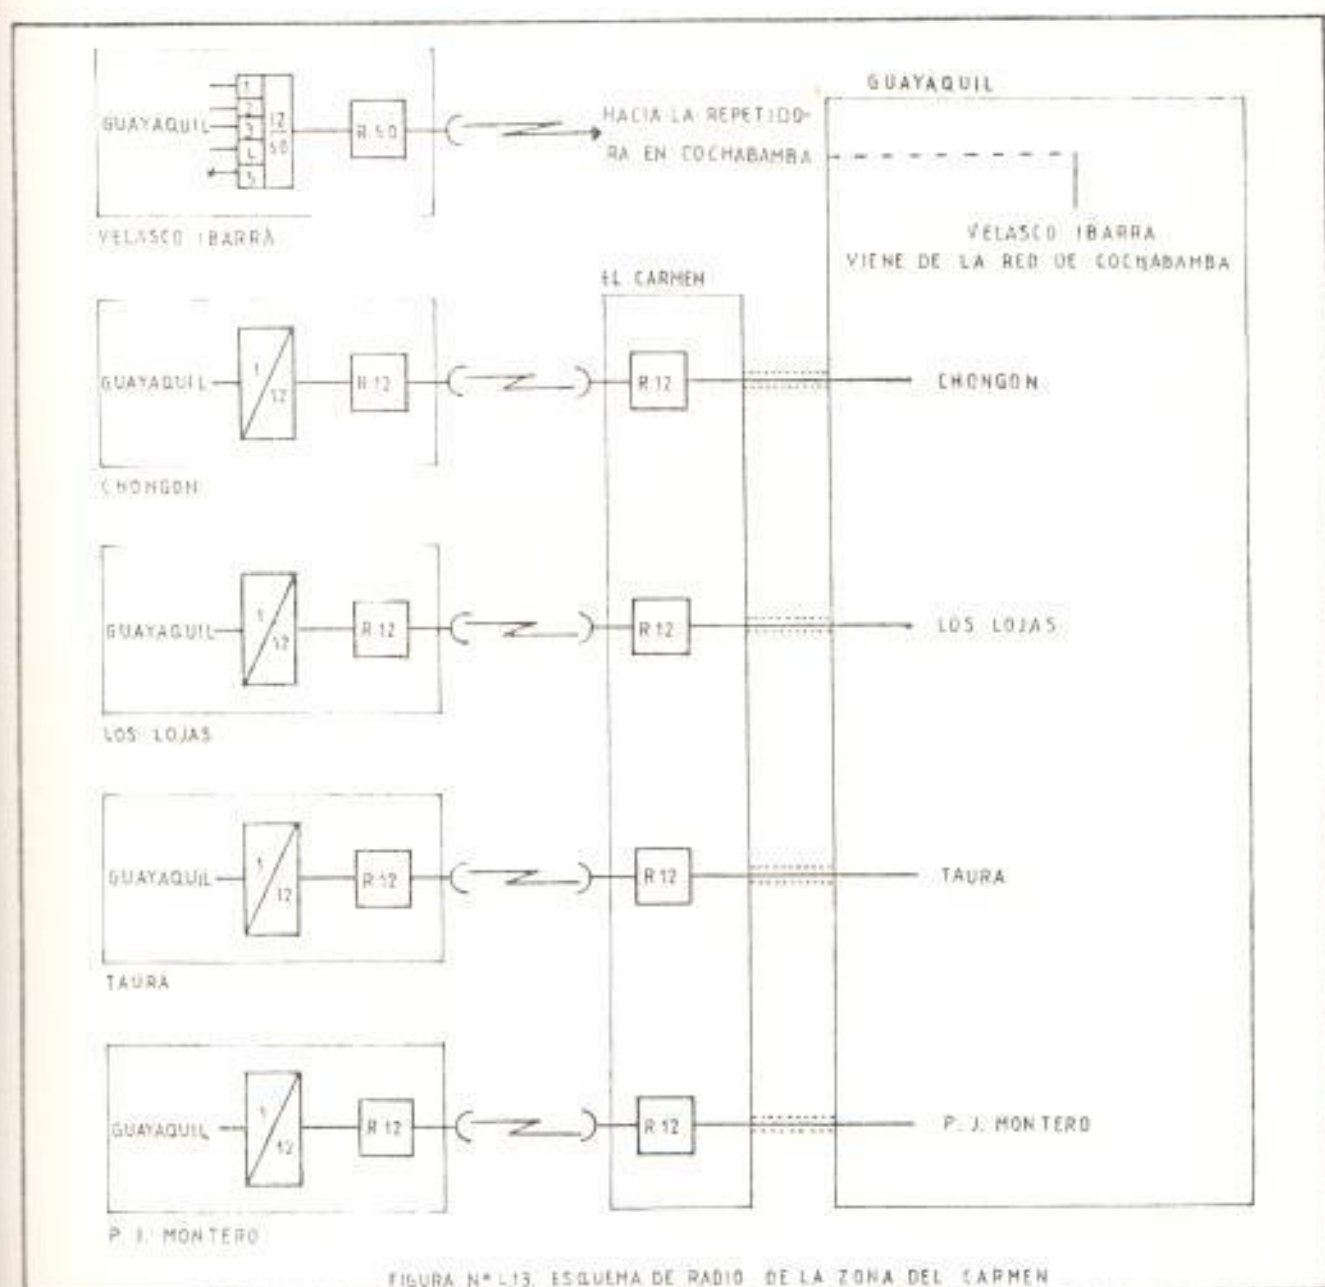 GUAYAQUIL
GUAYAQUIL
1
2
3
4
5
12
60
R 60
HACIA LA REPETIDO-
RA EN COCHABAMBA
VELASCO IBARRA
VELASCO IBARRA
VIENE DE LA RED DE COCHABAMBA
EL CARMEN
GUAYAQUIL
1
12
R 12
R 12
CHONGON
CHONGON
GUAYAQUIL
1
12
R 12
R 12
LOS LOJAS
LOS LOJAS
GUAYAQUIL
1
12
R 12
R 12
TAURA
TAURA
GUAYAQUIL
1
12
R 12
R 12
P. J. MONTERO
P. J. MONTERO
FIGURA Nº 4.13. ESQUEMA DE RADIO DE LA ZONA DEL CARMEN